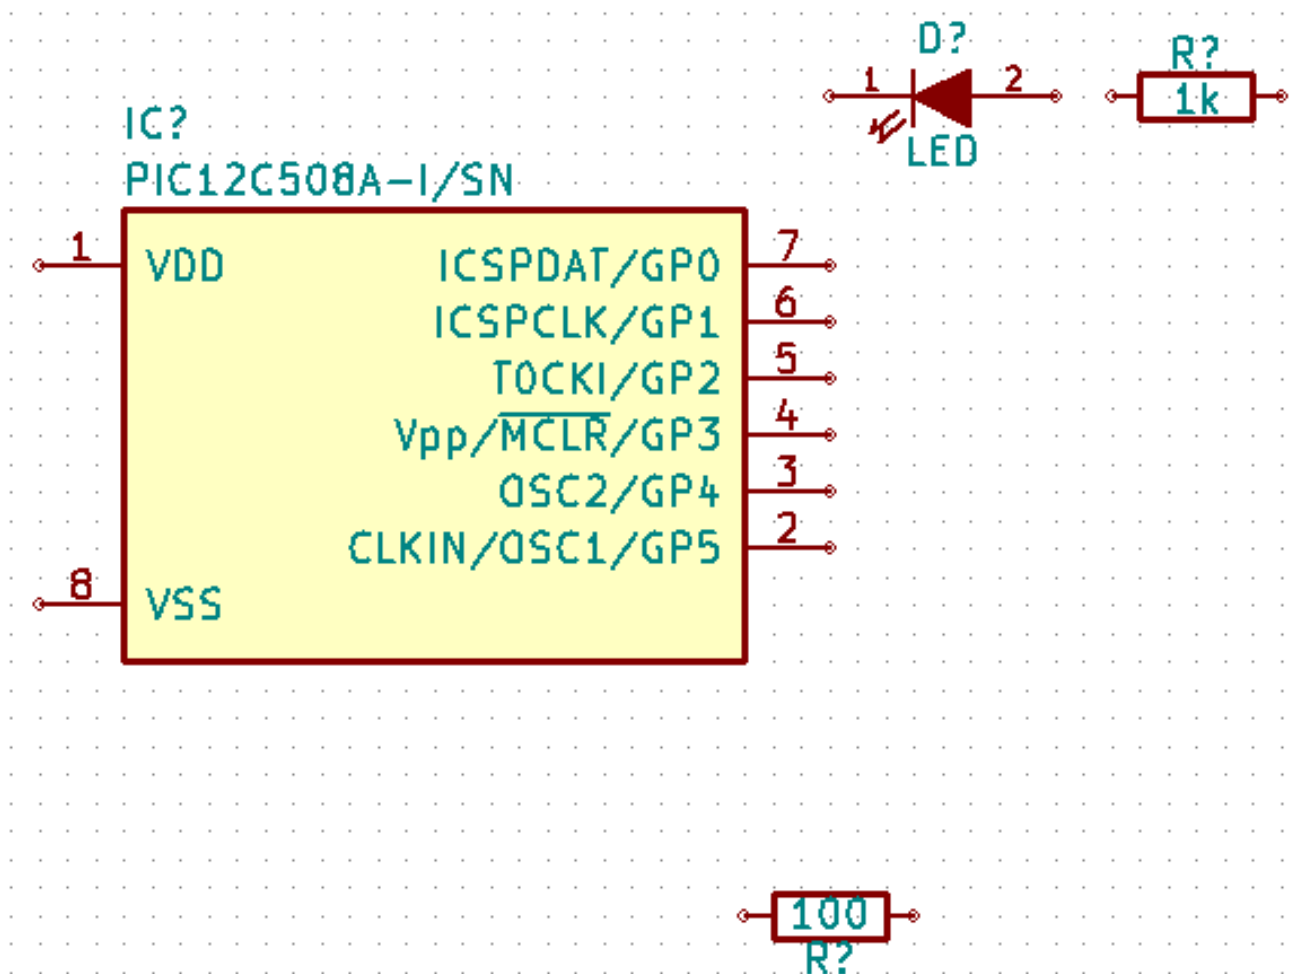 D?
1 2
LED
R?
1k
IC?
PIC12C508A-I/SN
1 VDD
ICSPDAT/GP0 7
ICSPCLK/GP1 6
T0CKI/GP2 5
Vpp/MCLR/GP3 4
OSC2/GP4 3
CLKIN/OSC1/GP5 2
8 VSS
100
R?